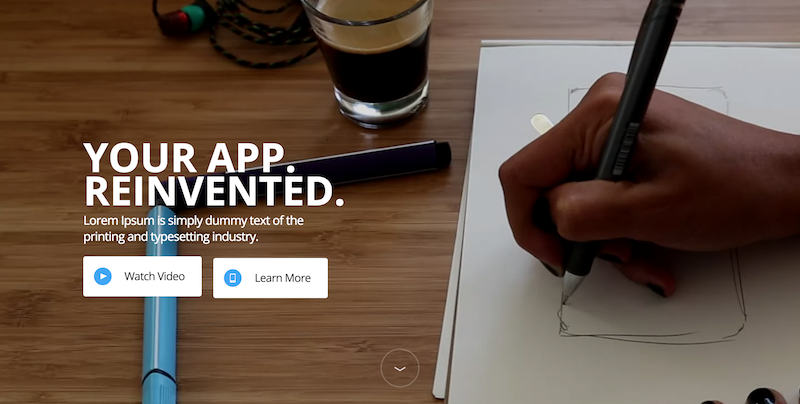 YOUR APP.
REINVENTED.
Lorem Ipsum is simply dummy text of the
printing and typesetting industry.
Watch Video
Learn More